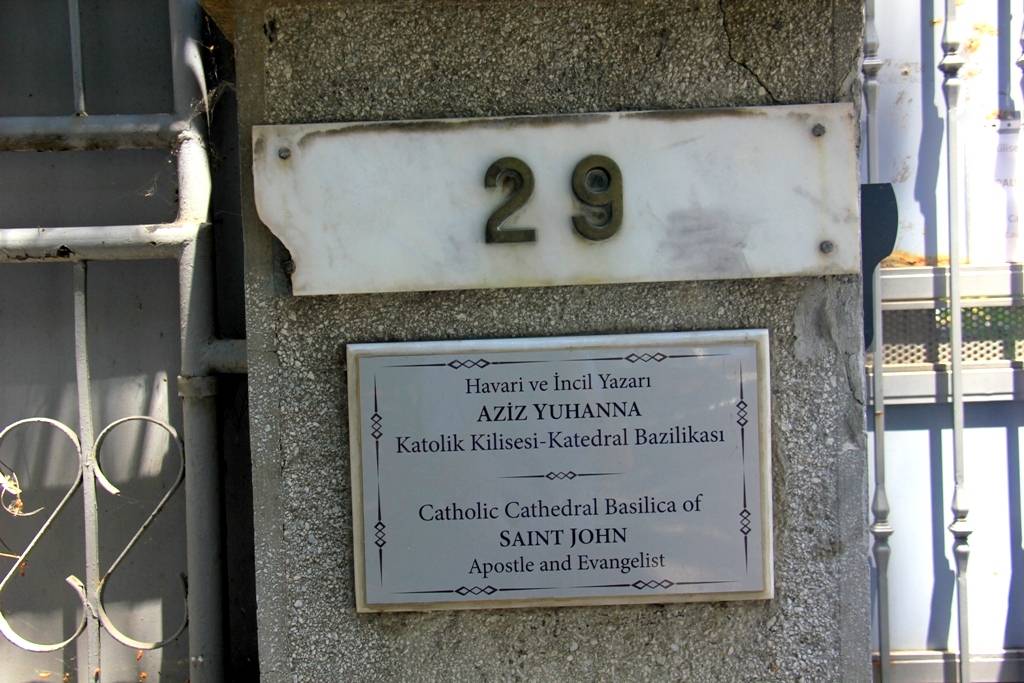 29
Havari ve İncil Yazarı
AZİZ YUHANNA
Katolik Kilisesi-Katedral Bazilikası
Catholic Cathedral Basilica of
SAINT JOHN
Apostle and Evangelist